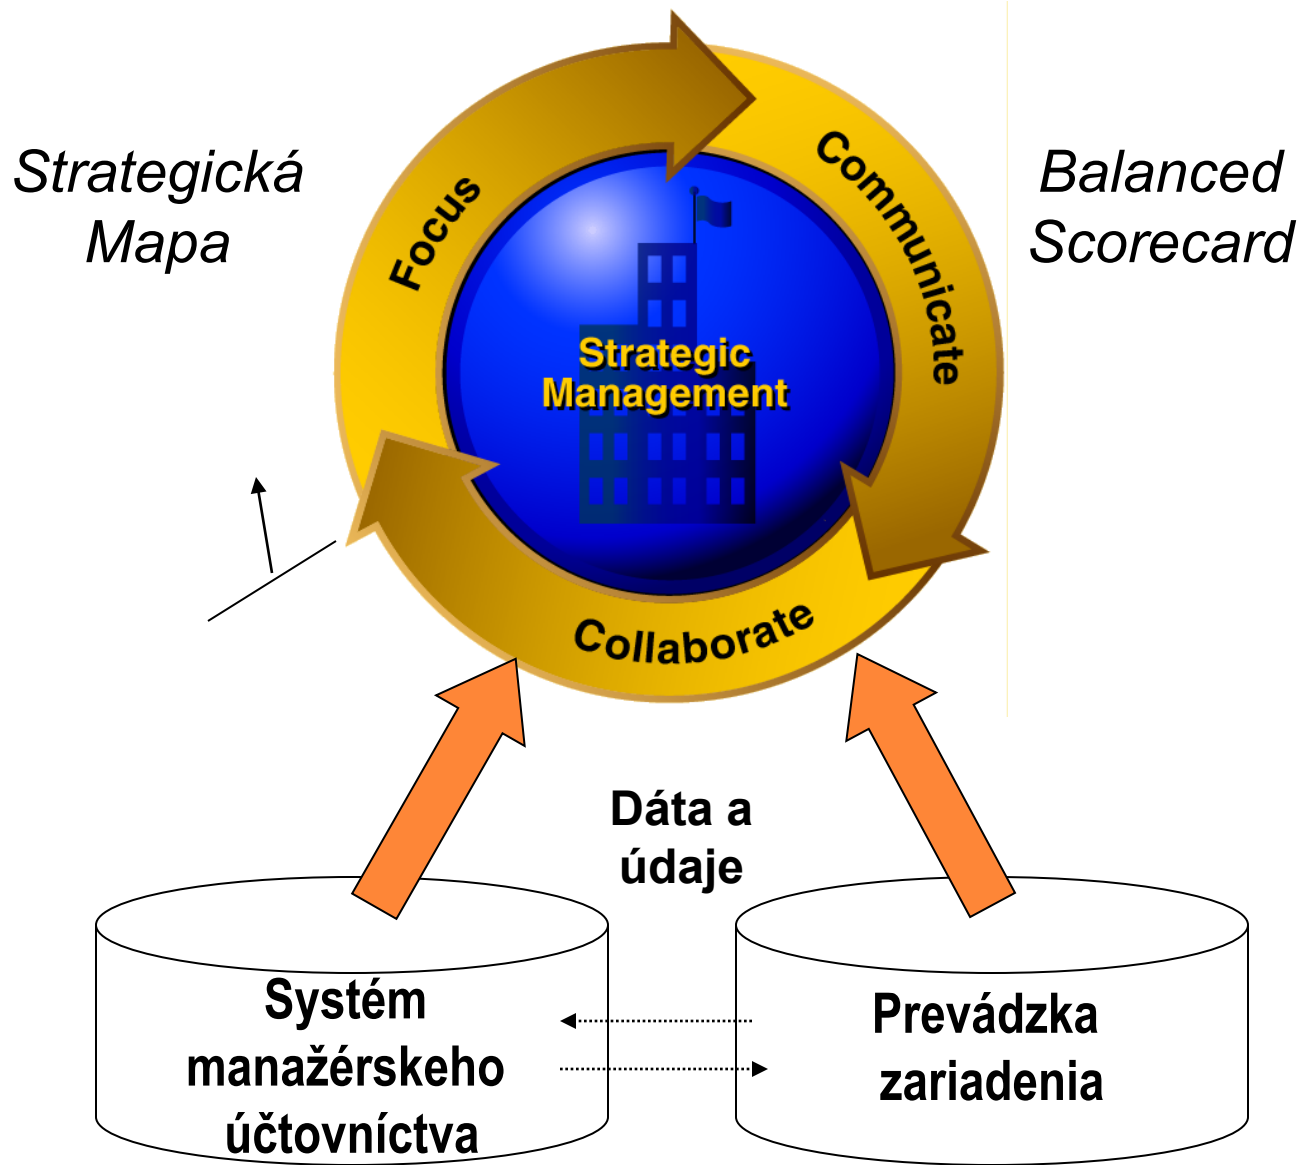 Strategická
Mapa
Focus
Communicate
Balanced
Scorecard
Strategic
Management
Collaborate
Dáta a
údaje
Systém
manažérskeho
účtovníctva
Prevádzka
zariadenia